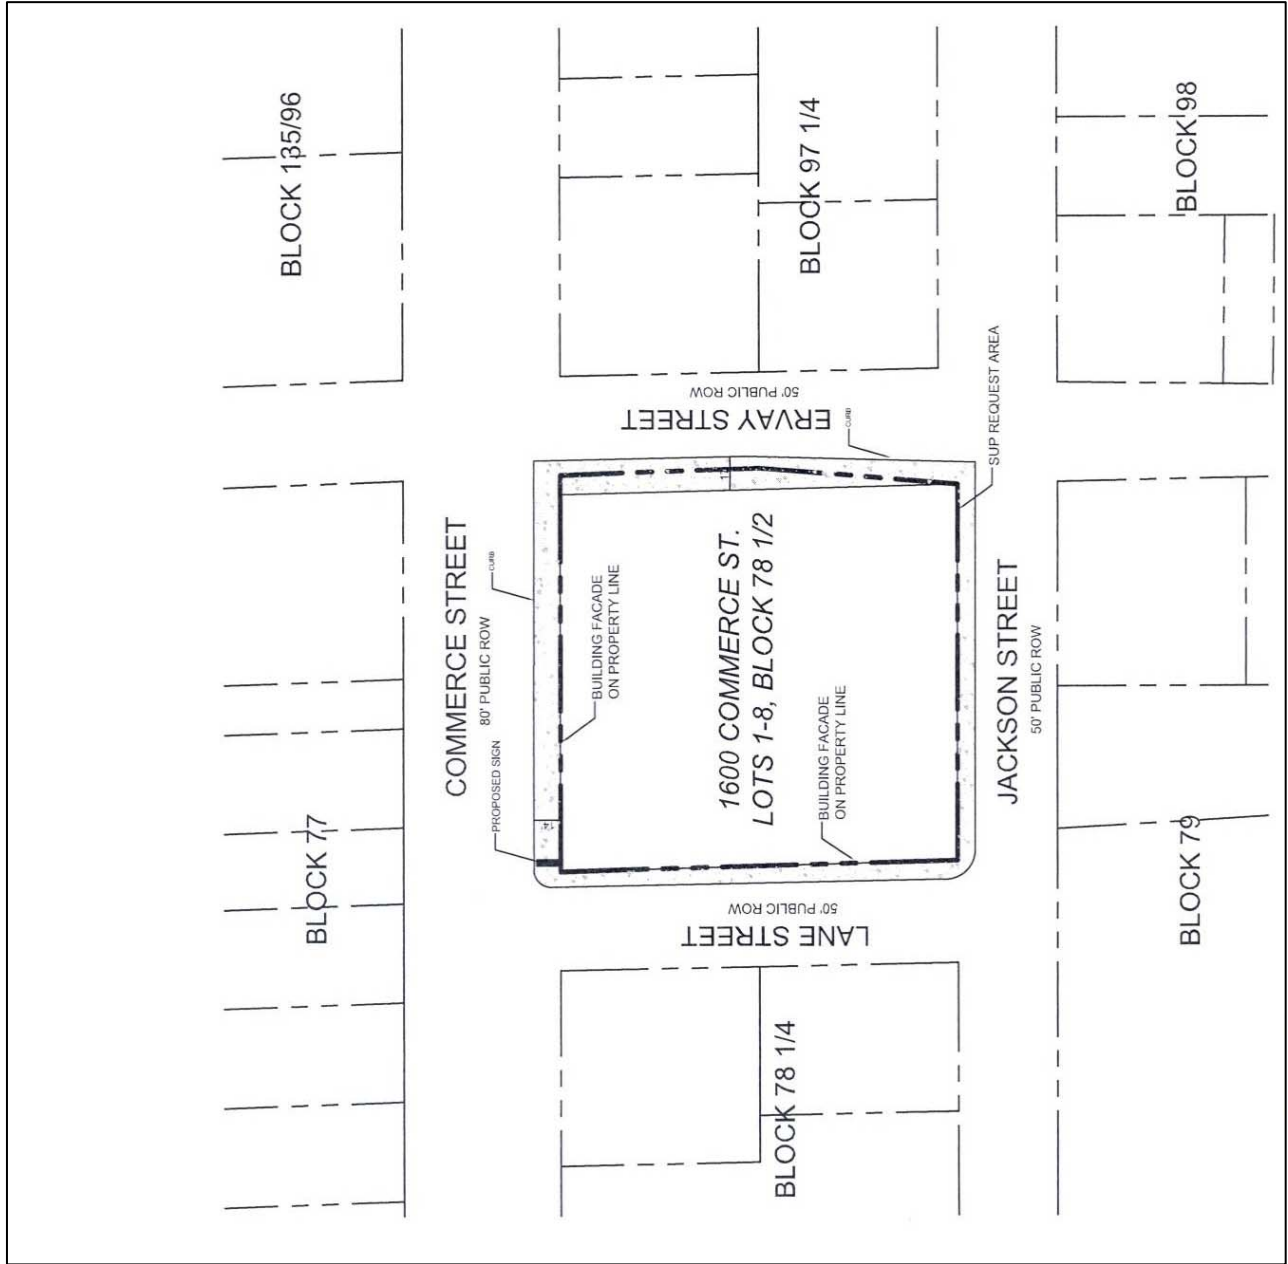 BLOCK 135/96
BLOCK 97 1/4
BLOCK 98
50' PUBLIC ROW
ERVAY STREET
CURB
SUP REQUEST AREA
COMMERCE STREET
80' PUBLIC ROW
CURB
PROPOSED SIGN
BUILDING FACADE
ON PROPERTY LINE
1600 COMMERCE ST.
LOTS 1-8, BLOCK 78 1/2
BUILDING FACADE
ON PROPERTY LINE
JACKSON STREET
50' PUBLIC ROW
BLOCK 77
BLOCK 79
50' PUBLIC ROW
LANE STREET
BLOCK 78 1/4